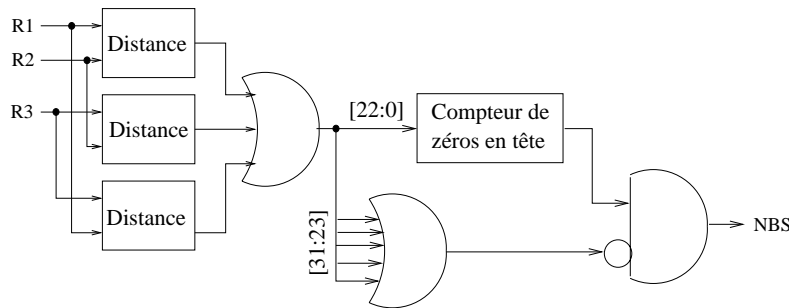 R1
R2
R3
Distance
Distance
Distance
[22:0]
[31:23]
Compteur de
zéros en tête
NBS